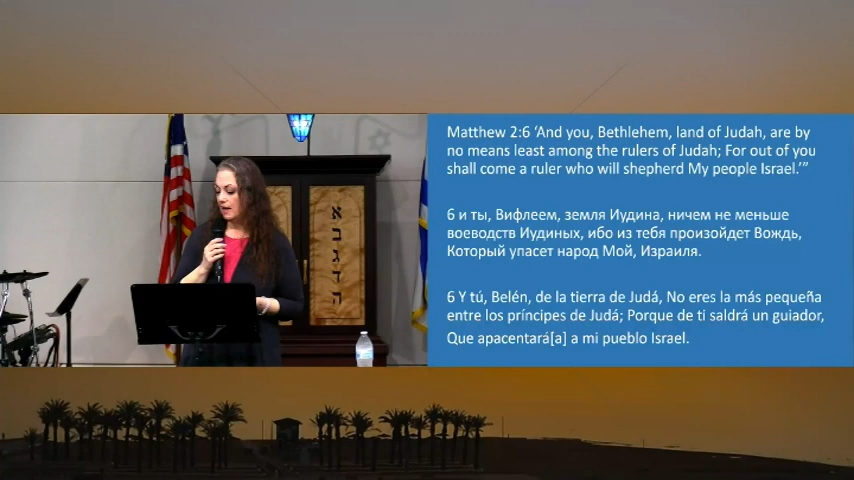 Matthew 2:6 ‘And you, Bethlehem, land of Judah, are by
no means least among the rulers of Judah; For out of you
shall come a ruler who will shepherd My people Israel.’”
6 и ты, Вифлеем, земля Иудина, ничем не меньше
воеводств Иудиных, ибо из тебя произойдет Вождь,
Который упасет народ Мой, Израиля.
6 Y tú, Belén, de la tierra de Judá, No eres la más pequeña
entre los príncipes de Judá; Porque de ti saldrá un guiador,
Que apacentará[a] a mi pueblo Israel.
א
ב
ג
ד
ה